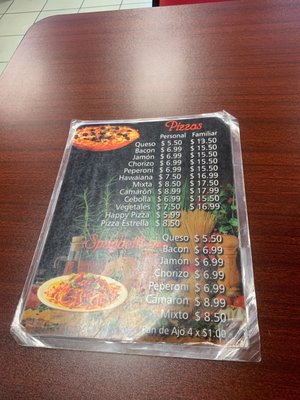 Pizzas
Personal Familiar
Queso $ 5.50 $ 13.50
Bacon $ 6.99 $ 15.50
Jamón $ 6.99 $ 15.50
Chorizo $ 6.99 $ 15.50
Peperoni $ 6.99 $ 15.50
Hawaiana $ 7.50 $ 16.99
Mixta $ 8.50 $ 17.50
Camarón $ 8.99 $ 17.99
Cebolla $ 6.99 $ 15.50
Vegetales $ 7.50 $ 16.99
Happy Pizza $ 5.99
Pizza Estrella $ 8.50
Spaghetti
Queso $ 5.50
Bacon $ 6.99
Jamón $ 6.99
Chorizo $ 6.99
Peperoni $ 6.99
Camarón $ 8.99
Mixto $ 8.50
Pan de Ajo 4 x $1.00